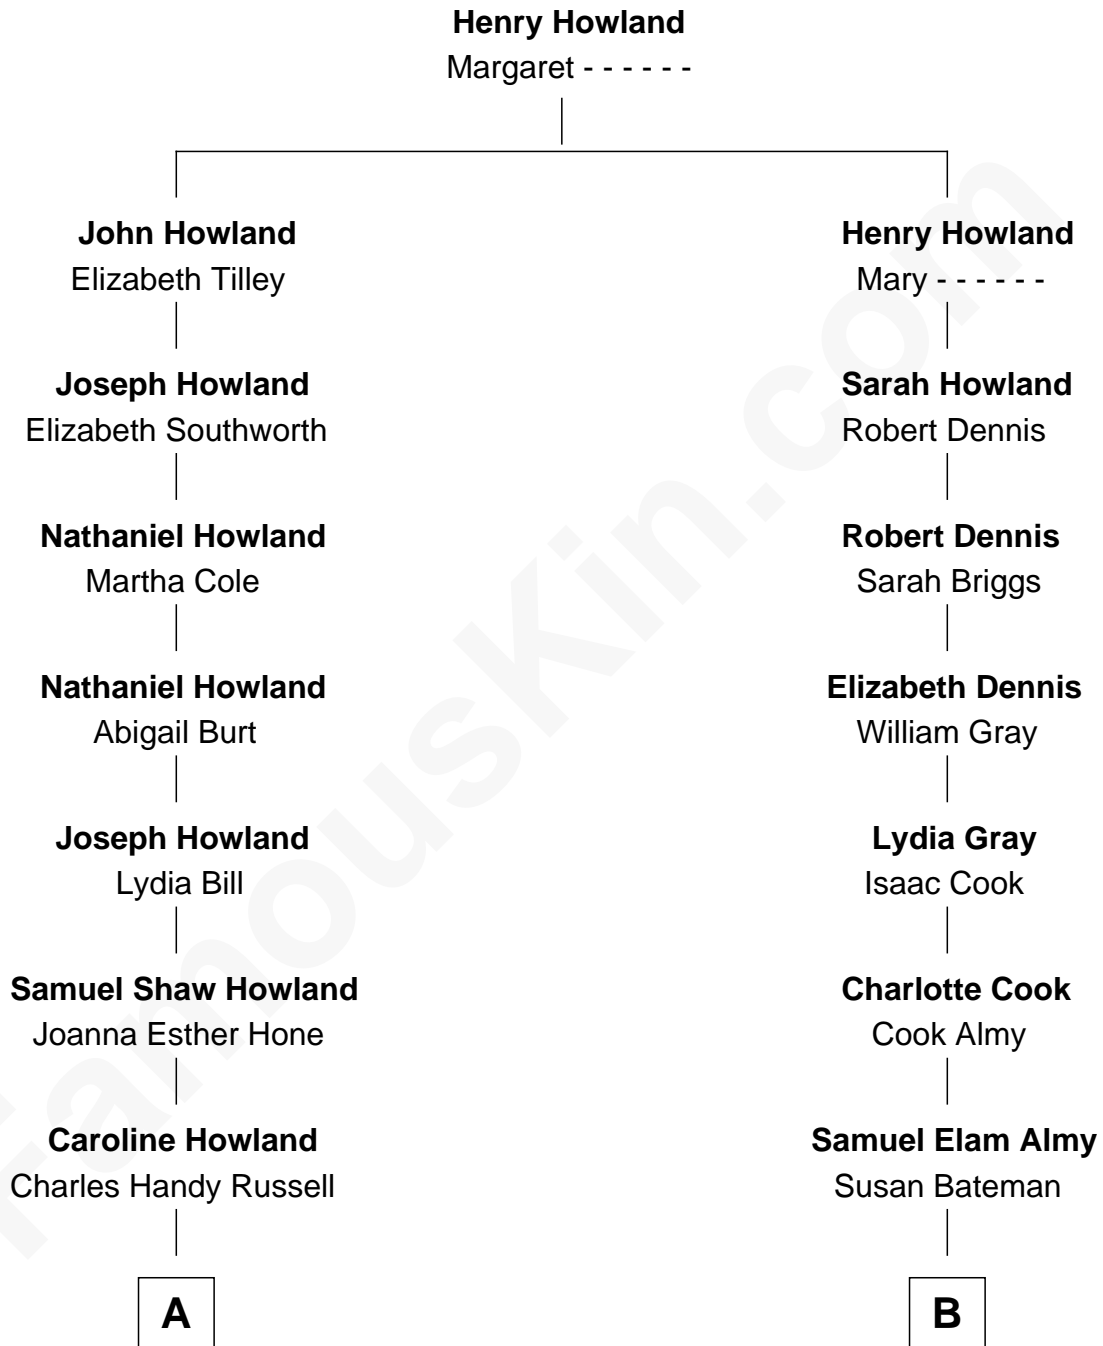 Henry Howland
Margaret - - - - - -
John Howland
Elizabeth Tilley
Henry Howland
Mary - - - - - -
Joseph Howland
Elizabeth Southworth
Sarah Howland
Robert Dennis
Nathaniel Howland
Martha Cole
Robert Dennis
Sarah Briggs
Nathaniel Howland
Abigail Burt
Elizabeth Dennis
William Gray
Joseph Howland
Lydia Bill
Lydia Gray
Isaac Cook
Samuel Shaw Howland
Joanna Esther Hone
Charlotte Cook
Cook Almy
Caroline Howland
Charles Handy Russell
Samuel Elam Almy
Susan Bateman
A
B
FamousKin.com